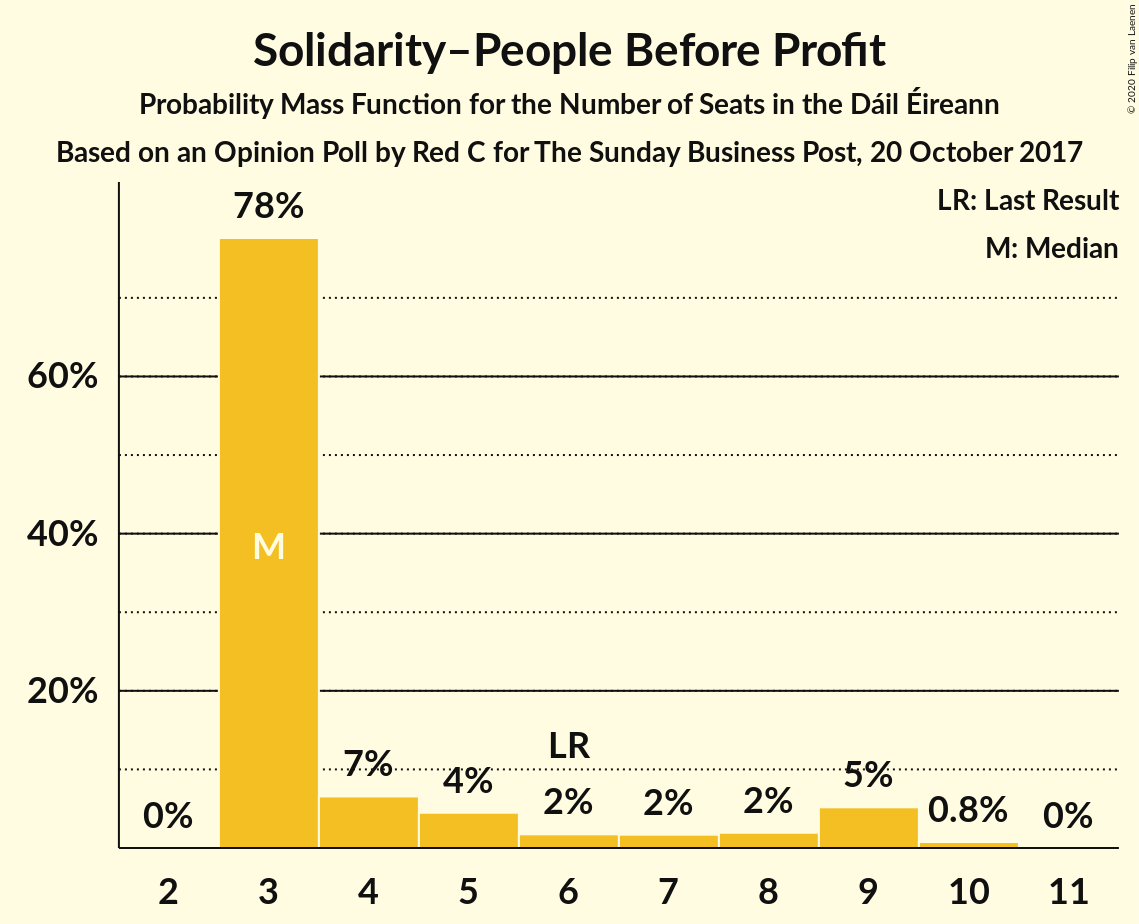 Solidarity–People Before Profit
Probability Mass Function for the Number of Seats in the Dáil Éireann
Based on an Opinion Poll by Red C for The Sunday Business Post, 20 October 2017
© 2020 Filip van Laenen
LR: Last Result
M: Median
78%
60%
40%
M
20%
LR
7%
4%
5%
0%
2%
2%
2%
0.8%
0%
2 3 4 5 6 7 8 9 10 11